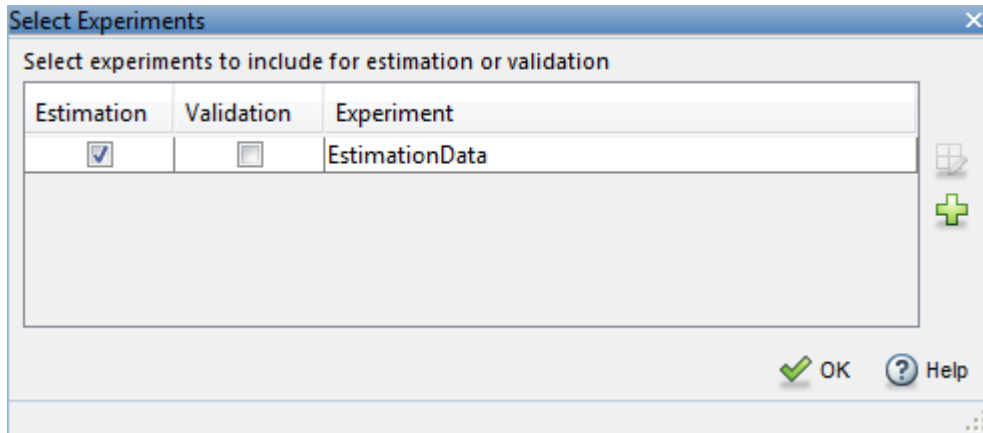 Select Experiments
Select experiments to include for estimation or validation
Estimation Validation Experiment
EstimationData
OK Help